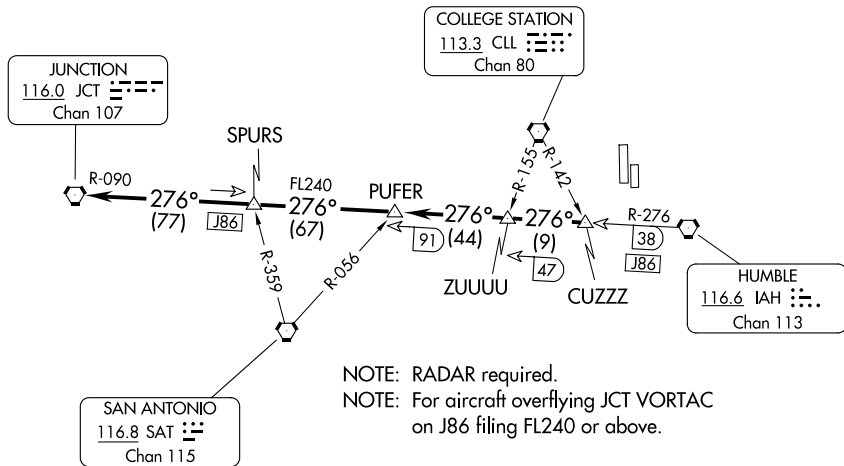 COLLEGE STATION
113.3 CLL
Chan 80
JUNCTION
116.0 JCT
Chan 107
SPURS
R-090
276°
(77)
J86
FL240
276°
(67)
PUFER
91
276°
(44)
ZUUUU
47
276°
(9)
CUZZZ
R-155
R-142
R-276
38
J86
HUMBLE
116.6 IAH
Chan 113
R-359
R-056
SAN ANTONIO
116.8 SAT
Chan 115
NOTE: RADAR required.
NOTE: For aircraft overflying JCT VORTAC
on J86 filing FL240 or above.